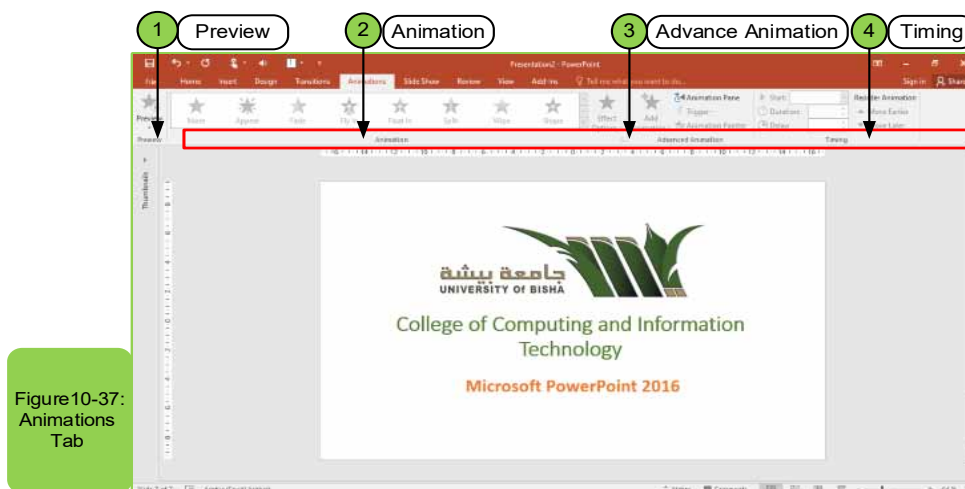 1 Preview 2 Animation 3 Advance Animation 4 Timing
Presentation2 - PowerPoint
File Home Insert Design Transitions Animations Slide Show Review View Add-ins Tell me what you want to do... Sign in Share
Preview None Appear Fade Fly In Float In Split Wipe Shape Effect Add Animation Pane Start: Reorder Animation
Trigger Duration: Move Earlier
Animation Painter Delay: Move Later
Preview Animation Advanced Animation Timing
Thumbnails
جامعة بيشة
UNIVERSITY OF BISHA
College of Computing and Information
Technology
Microsoft PowerPoint 2016
Figure10-37:
Animations
Tab
Notes Comments